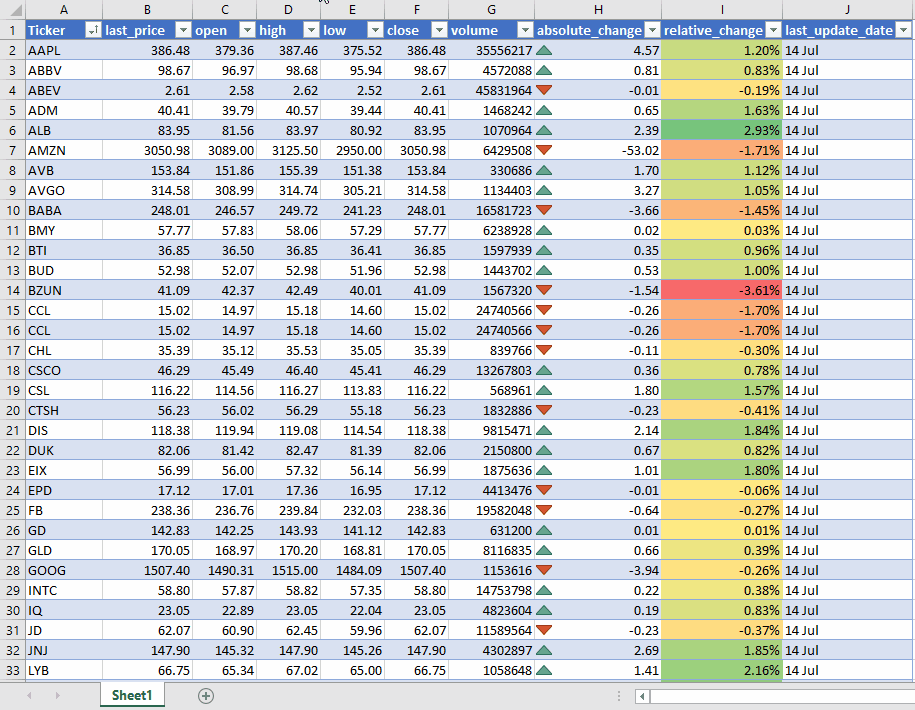 A B C D E F G H I J
1 Ticker last_price open high low close volume absolute_change relative_change last_update_date
2 AAPL 386.48 379.36 387.46 375.52 386.48 35556217 4.57 1.20% 14 Jul
3 ABBV 98.67 96.97 98.68 95.94 98.67 4572088 0.81 0.83% 14 Jul
4 ABEV 2.61 2.58 2.62 2.52 2.61 45831964 -0.01 -0.19% 14 Jul
5 ADM 40.41 39.79 40.57 39.44 40.41 1468242 0.65 1.63% 14 Jul
6 ALB 83.95 81.56 83.97 80.92 83.95 1070964 2.39 2.93% 14 Jul
7 AMZN 3050.98 3089.00 3125.50 2950.00 3050.98 6429508 -53.02 -1.71% 14 Jul
8 AVB 153.84 151.86 155.39 151.38 153.84 330686 1.70 1.12% 14 Jul
9 AVGO 314.58 308.99 314.74 305.21 314.58 1134403 3.27 1.05% 14 Jul
10 BABA 248.01 246.57 249.72 241.23 248.01 16581723 -3.66 -1.45% 14 Jul
11 BMY 57.77 57.83 58.06 57.29 57.77 6238928 0.02 0.03% 14 Jul
12 BTI 36.85 36.50 36.85 36.41 36.85 1597939 0.35 0.96% 14 Jul
13 BUD 52.98 52.07 52.98 51.96 52.98 1443702 0.53 1.00% 14 Jul
14 BZUN 41.09 42.37 42.49 40.01 41.09 1567320 -1.54 -3.61% 14 Jul
15 CCL 15.02 14.97 15.18 14.60 15.02 24740566 -0.26 -1.70% 14 Jul
16 CCL 15.02 14.97 15.18 14.60 15.02 24740566 -0.26 -1.70% 14 Jul
17 CHL 35.39 35.12 35.53 35.05 35.39 839766 -0.11 -0.30% 14 Jul
18 CSCO 46.29 45.49 46.40 45.41 46.29 13267803 0.36 0.78% 14 Jul
19 CSL 116.22 114.56 116.27 113.83 116.22 568961 1.80 1.57% 14 Jul
20 CTSH 56.23 56.02 56.29 55.18 56.23 1832886 -0.23 -0.41% 14 Jul
21 DIS 118.38 119.94 119.08 114.54 118.38 9815471 2.14 1.84% 14 Jul
22 DUK 82.06 81.42 82.47 81.39 82.06 2150800 0.67 0.82% 14 Jul
23 EIX 56.99 56.00 57.32 56.14 56.99 1875636 1.01 1.80% 14 Jul
24 EPD 17.12 17.01 17.36 16.95 17.12 4413476 -0.01 -0.06% 14 Jul
25 FB 238.36 236.76 239.84 232.03 238.36 19582048 -0.64 -0.27% 14 Jul
26 GD 142.83 142.25 143.93 141.12 142.83 631200 0.01 0.01% 14 Jul
27 GLD 170.05 168.97 170.20 168.81 170.05 8116835 0.66 0.39% 14 Jul
28 GOOG 1507.40 1490.31 1515.00 1484.09 1507.40 1153616 -3.94 -0.26% 14 Jul
29 INTC 58.80 57.87 58.82 57.35 58.80 14753798 0.22 0.38% 14 Jul
30 IQ 23.05 22.89 23.05 22.04 23.05 4823604 0.19 0.83% 14 Jul
31 JD 62.07 60.90 62.45 59.96 62.07 11589564 -0.23 -0.37% 14 Jul
32 JNJ 147.90 145.32 147.90 145.26 147.90 4302897 2.69 1.85% 14 Jul
33 LYB 66.75 65.34 67.02 65.00 66.75 1058648 1.41 2.16% 14 Jul
Sheet1